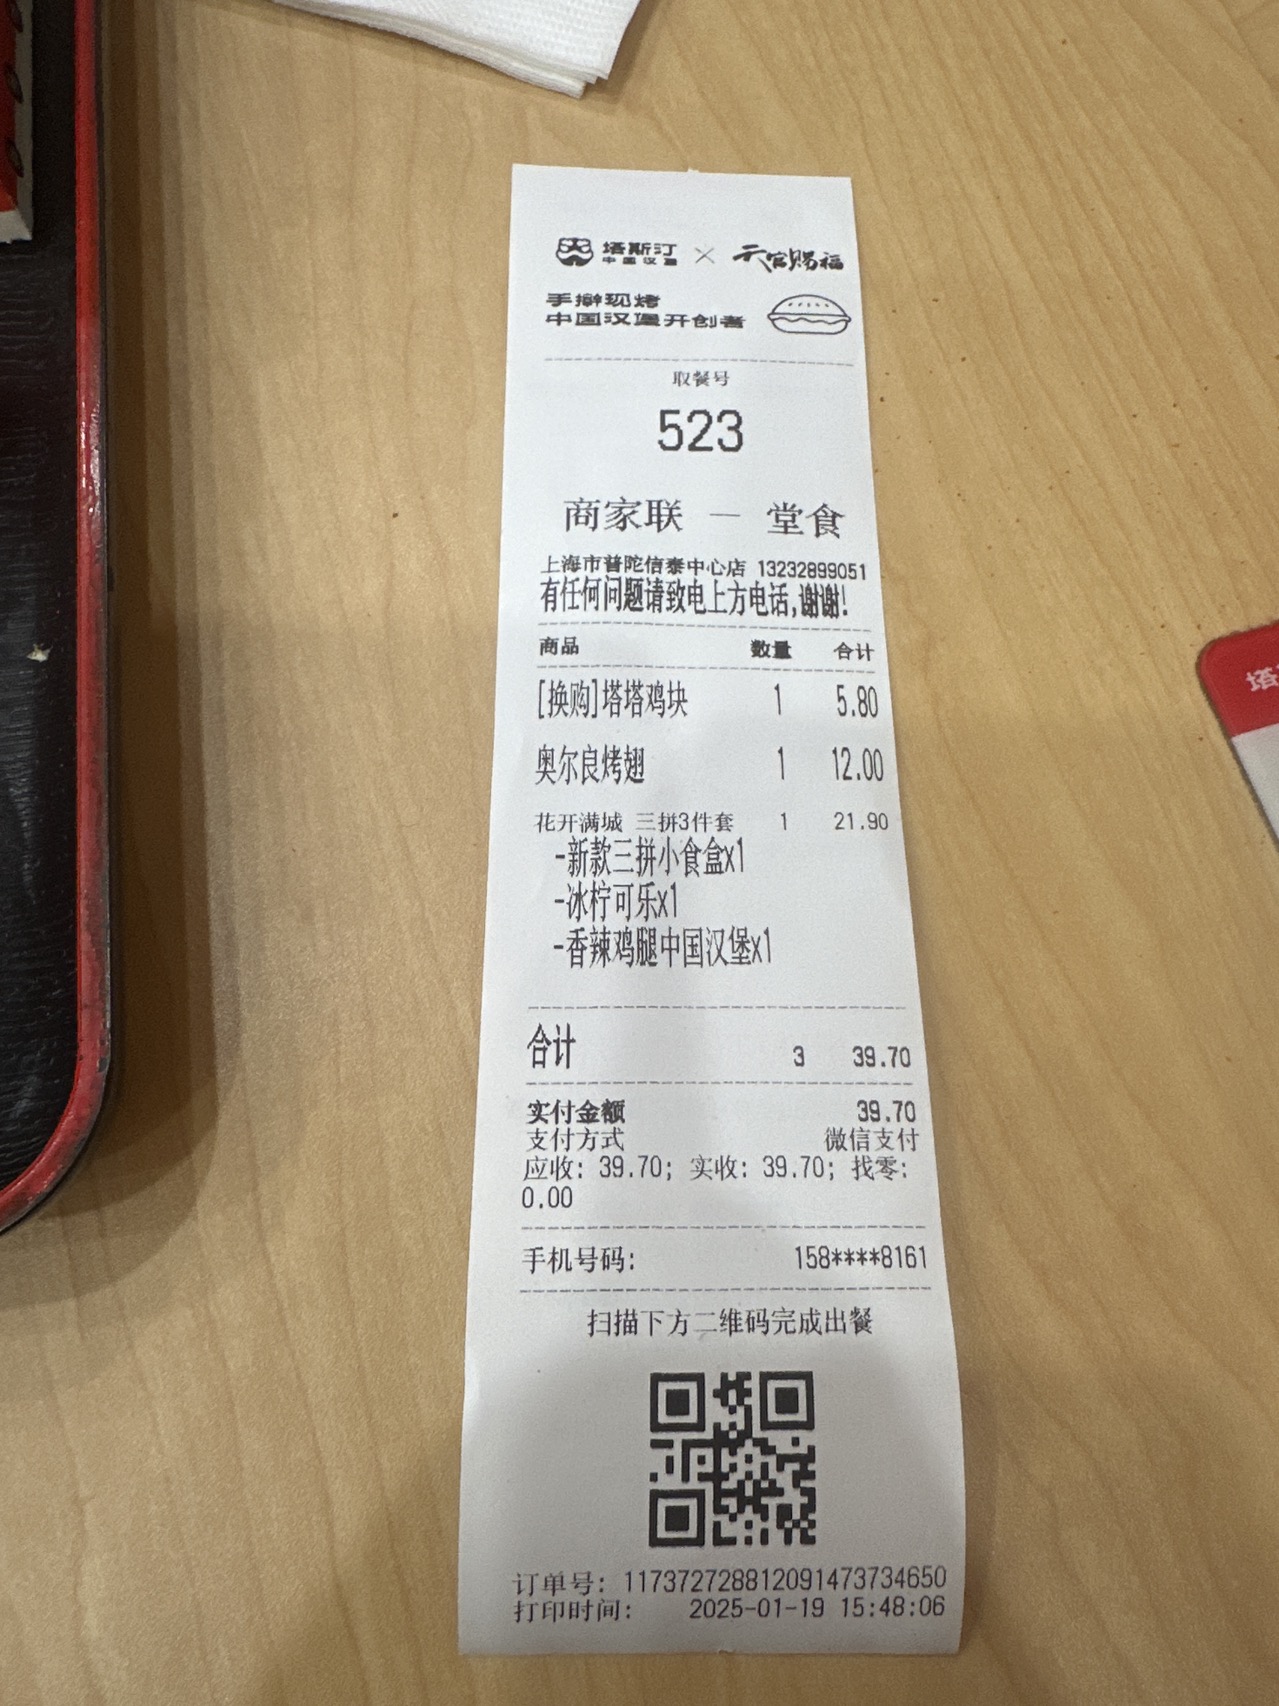 塔斯汀 × 天官赐福
中国汉堡
手擀现烤
中国汉堡开创者
取餐号
523
商家联 — 堂食
上海市普陀信泰中心店 13232899051
有任何问题请致电上方电话,谢谢!
商品 数量 合计
[换购]塔塔鸡块 1 5.80
奥尔良烤翅 1 12.00
花开满城 三拼3件套 1 21.90
-新款三拼小食盒x1
-冰柠可乐x1
-香辣鸡腿中国汉堡x1
合计 3 39.70
实付金额 39.70
支付方式 微信支付
应收: 39.70; 实收: 39.70; 找零:
0.00
手机号码: 158****8161
扫描下方二维码完成出餐
订单号: 117372728812091473734650
打印时间: 2025-01-19 15:48:06
塔